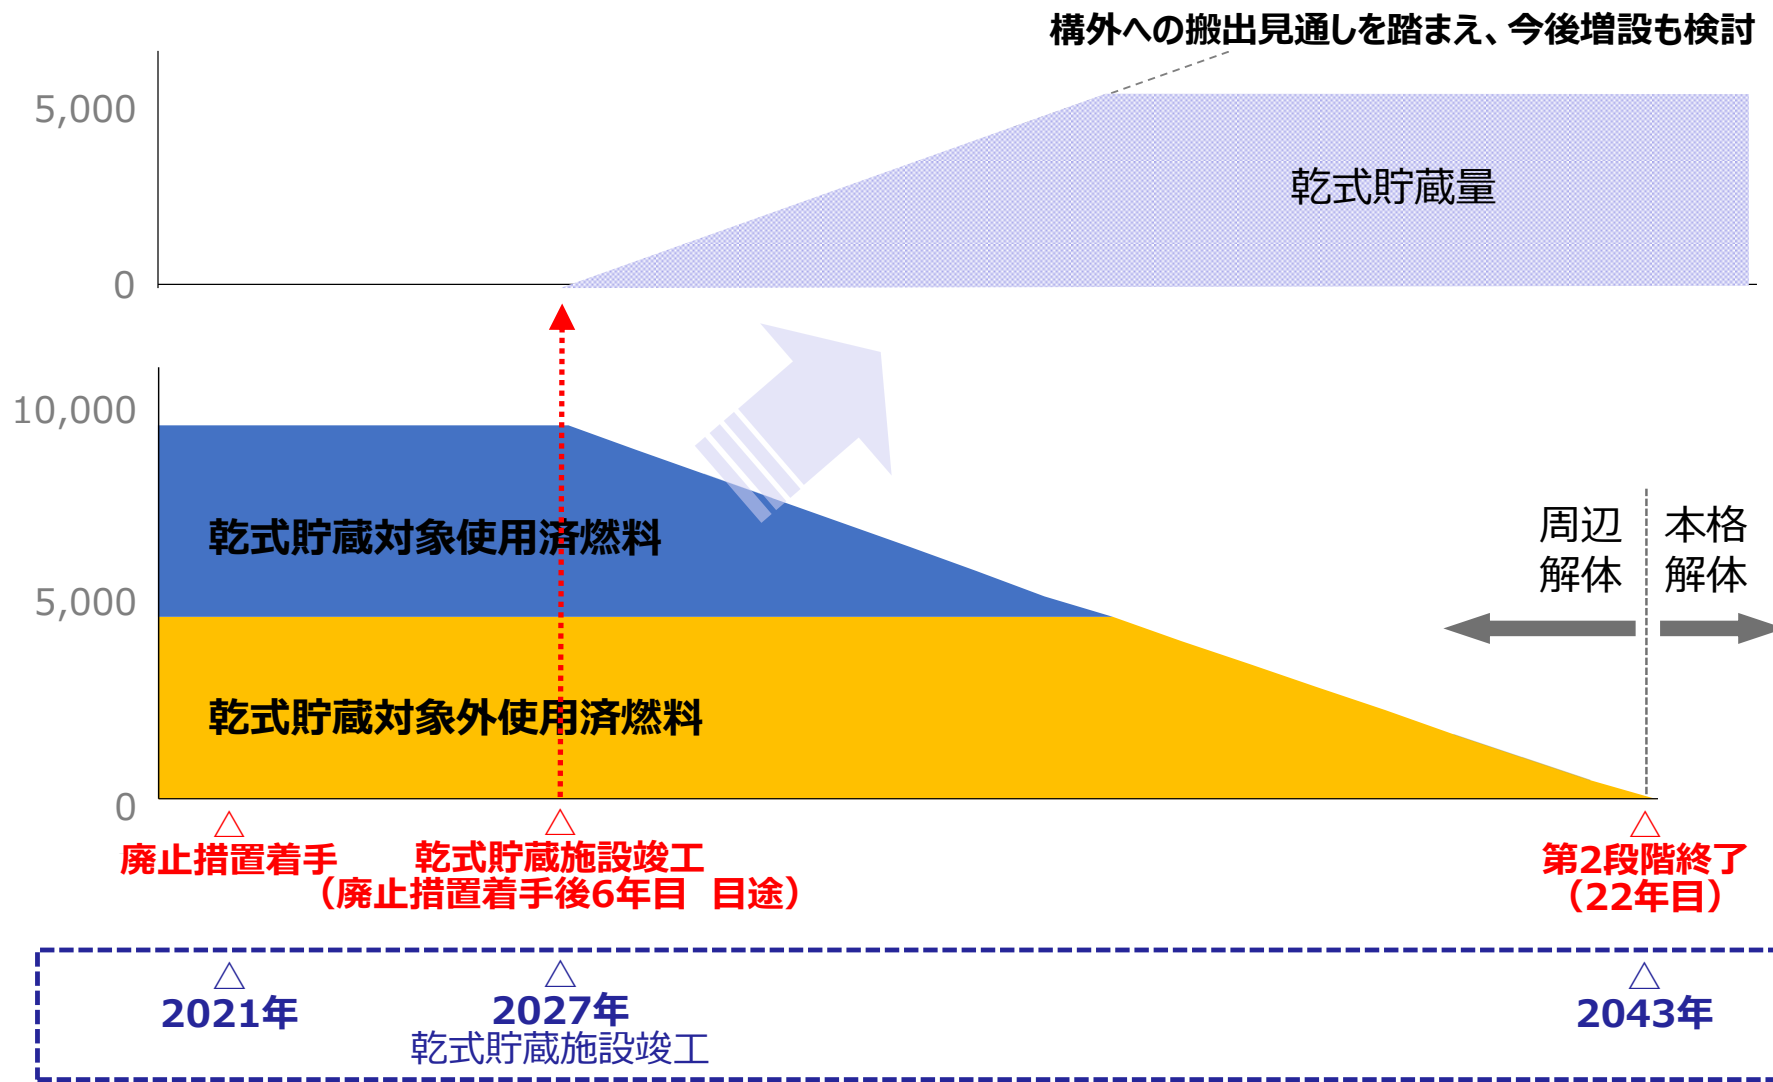 構外への搬出見通しを踏まえ、今後増設も検討
5,000
乾式貯蔵量
0
10,000
周辺
解体
本格
解体
乾式貯蔵対象使用済燃料
5,000
乾式貯蔵対象外使用済燃料
0
△
△
△
廃止措置着手
乾式貯蔵施設竣工
（廃止措置着手後6年目 目途）
第2段階終了
（22年目）
△
△
△
2021年
2027年
乾式貯蔵施設竣工
2043年